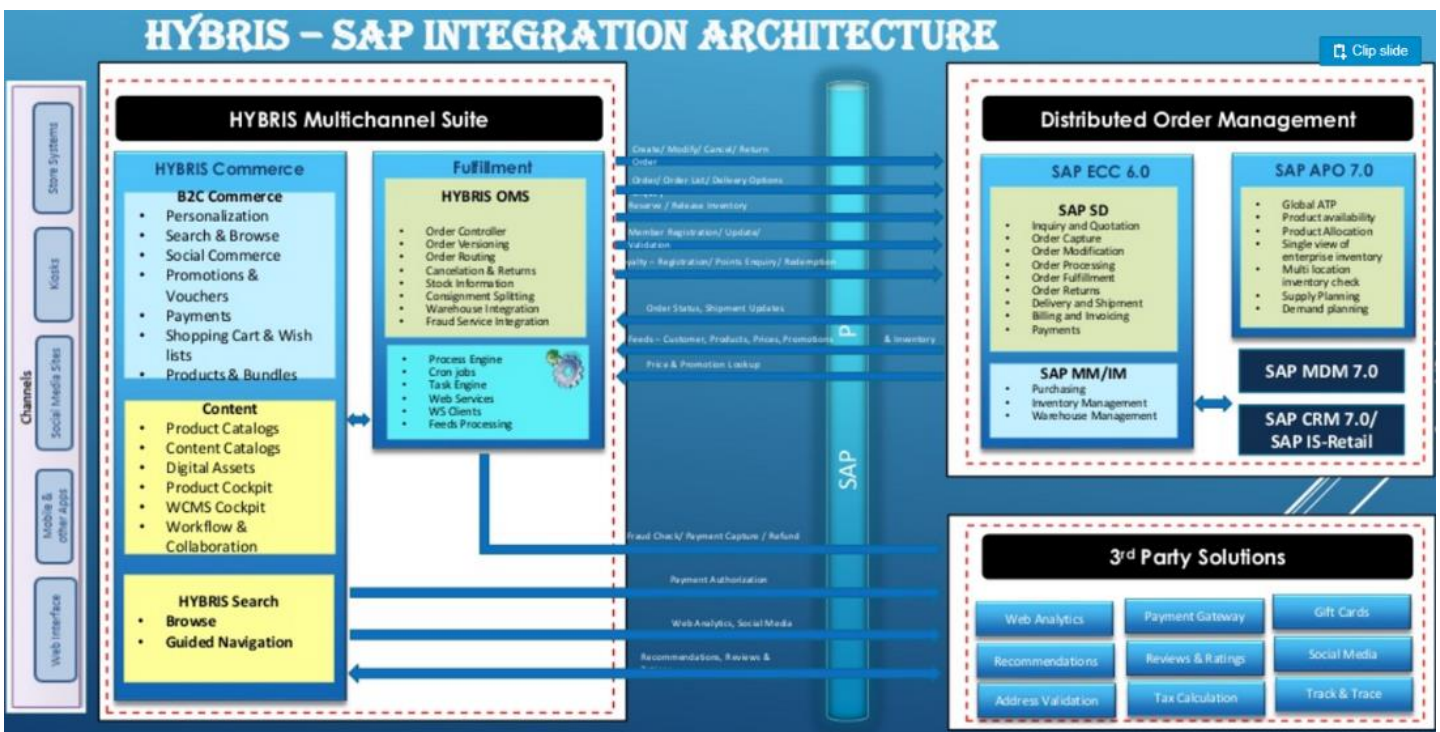 HYBRIS – SAP INTEGRATION ARCHITECTURE
Clip slide
Channels
Store Systems
Kiosks
Social Media Sites
Mobile &
other Apps
Web Interface
HYBRIS Multichannel Suite
HYBRIS Commerce
B2C Commerce
• Personalization
• Search & Browse
• Social Commerce
• Promotions &
Vouchers
• Payments
• Shopping Cart & Wish
lists
• Products & Bundles
Content
• Product Catalogs
• Content Catalogs
• Digital Assets
• Product Cockpit
• WCMS Cockpit
• Workflow &
Collaboration
HYBRIS Search
• Browse
• Guided Navigation
Fulfillment
HYBRIS OMS
• Order Controller
• Order Versioning
• Order Routing
• Cancelation & Returns
• Stock Information
• Consignment Splitting
• Warehouse Integration
• Fraud Service Integration
• Process Engine
• Cron jobs
• Task Engine
• Web Services
• WS Clients
• Feeds Processing
Create/ Modify/ Cancel/ Return
Order
Order/ Order List/ Delivery Options
Reserve / Release Inventory
Member Registration/ Update/
Validation
yalty – Registration/ Points Enquiry/ Redemption
Order Status, Shipment Updates
Feeds – Customer, Products, Prices, Promotions & Inventory
Price & Promotion Lookup
Fraud Check/ Payment Capture / Refund
Payment Authorization
Web Analytics, Social Media
Recommendations, Reviews &
SAP P
Distributed Order Management
SAP ECC 6.0
SAP SD
• Inquiry and Quotation
• Order Capture
• Order Modification
• Order Processing
• Order Fulfillment
• Order Returns
• Delivery and Shipment
• Billing and Invoicing
• Payments
SAP MM/IM
• Purchasing
• Inventory Management
• Warehouse Management
SAP APO 7.0
• Global ATP
• Product availability
• Product Allocation
• Single view of
enterprise inventory
• Multi location
inventory check
• Supply Planning
• Demand planning
SAP MDM 7.0
SAP CRM 7.0/
SAP IS-Retail
3rd Party Solutions
Web Analytics
Payment Gateway
Gift Cards
Recommendations
Reviews & Ratings
Social Media
Address Validation
Tax Calculation
Track & Trace